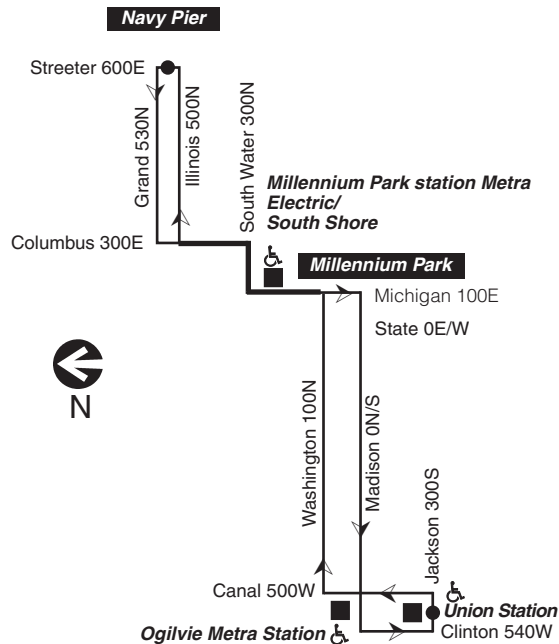 Navy Pier
Streeter 600E
Grand 530N
Illinois 500N
South Water 300N
Millennium Park station Metra
Electric/
South Shore
Columbus 300E
Millennium Park
Michigan 100E
State 0E/W
N
Washington 100N
Madison 0N/S
Jackson 300S
Canal 500W
Union Station
Clinton 540W
Ogilvie Metra Station